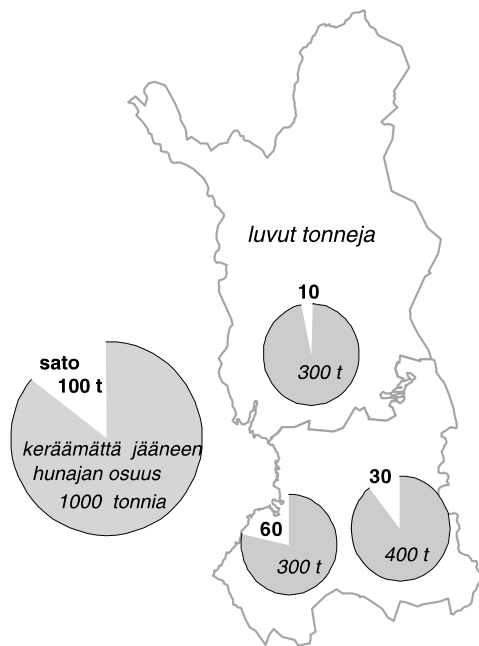 luvut tonneja
10
300 t
sato
100 t
keräämättä jääneen
hunajan osuus
1000 tonnia
30
400 t
60
300 t